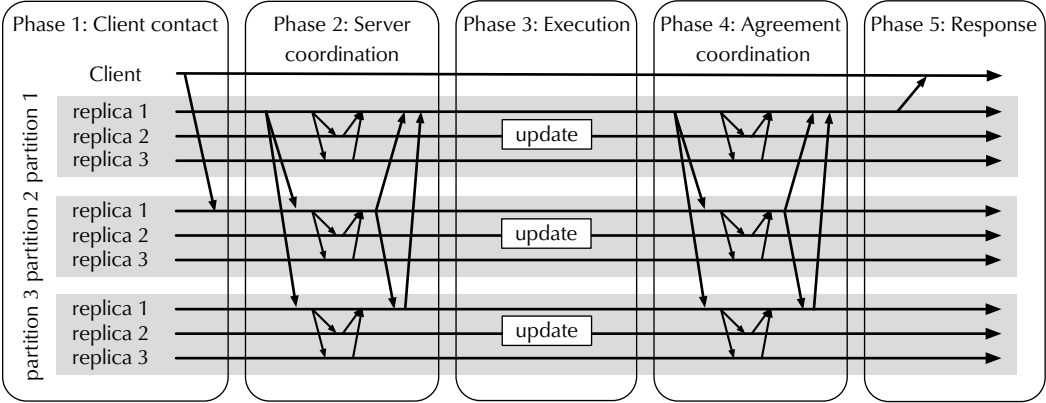 Phase 1: Client contact
Phase 2: Server
coordination
Phase 3: Execution
Phase 4: Agreement
coordination
Phase 5: Response
Client
partition 1
replica 1
replica 2
update
replica 3
partition 2
replica 1
replica 2
update
replica 3
partition 3
replica 1
replica 2
update
replica 3